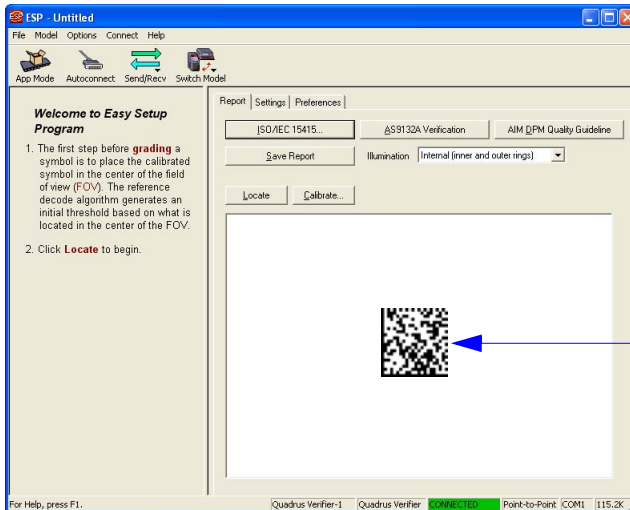 ESP - Untitled
File Model Options Connect Help
App Mode Autoconnect Send/Recv Switch Model
Welcome to Easy Setup
Program
1. The first step before grading a
symbol is to place the calibrated
symbol in the center of the field
of view (FOV). The reference
decode algorithm generates an
initial threshold based on what is
located in the center of the FOV.
2. Click Locate to begin.
Report Settings Preferences
ISO/IEC 15415... AS9132A Verification AIM DPM Quality Guideline
Save Report Illumination Internal (inner and outer rings)
Locate Calibrate...
For Help, press F1. Quadrus Verifier-1 Quadrus Verifier CONNECTED Point-to-Point COM1 115.2K